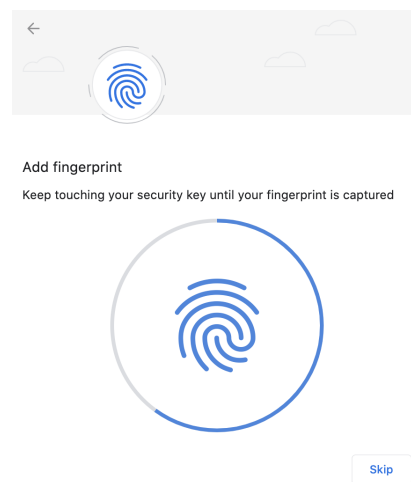 Add fingerprint
Keep touching your security key until your fingerprint is captured
Skip